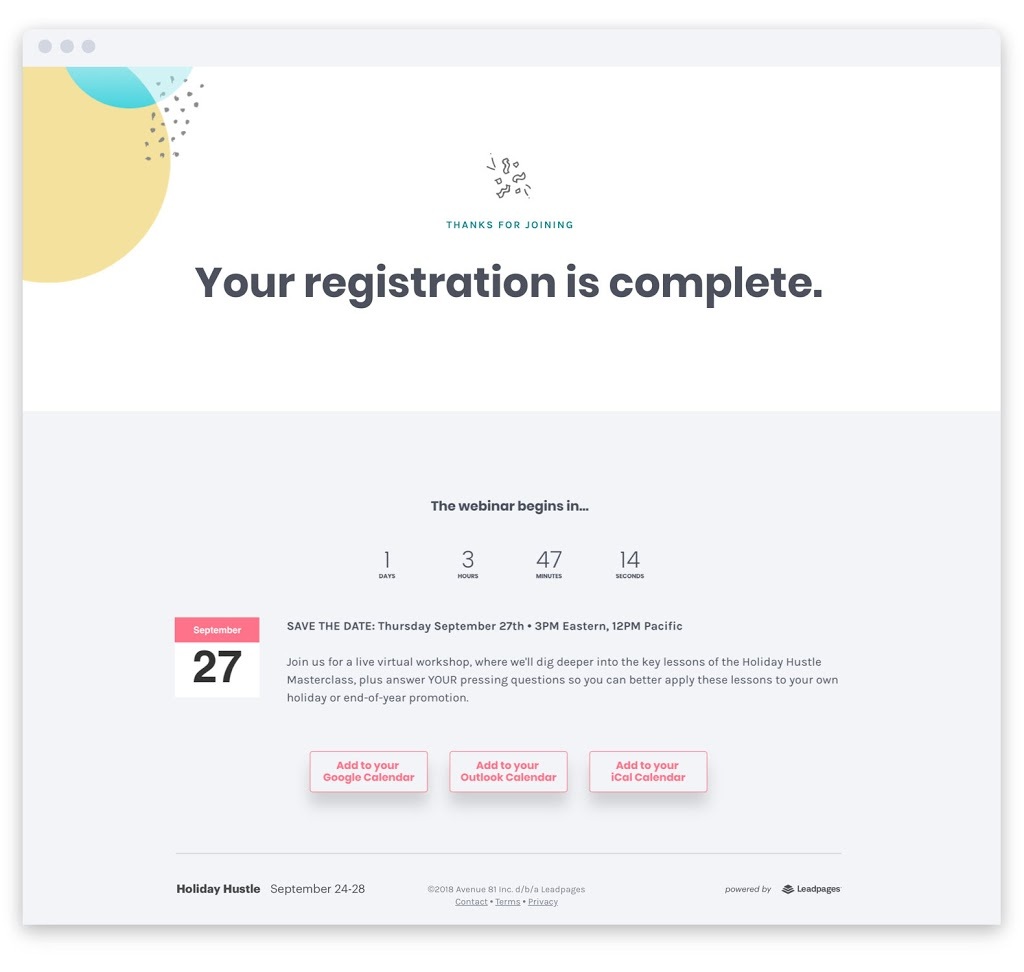 THANKS FOR JOINING
Your registration is complete.
The webinar begins in...
1 3 47 14
DAYS HOURS MINUTES SECONDS
September
27
SAVE THE DATE: Thursday September 27th • 3PM Eastern, 12PM Pacific
Join us for a live virtual workshop, where we'll dig deeper into the key lessons of the Holiday Hustle
Masterclass, plus answer YOUR pressing questions so you can better apply these lessons to your own
holiday or end-of-year promotion.
Add to your
Google Calendar
Add to your
Outlook Calendar
Add to your
iCal Calendar
Holiday Hustle September 24-28
©2018 Avenue 81 Inc. d/b/a Leadpages
Contact • Terms • Privacy
powered by Leadpages